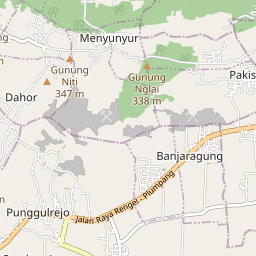 Menyunyur
Gunung
Niti
347 m
Gunung
Nglai
338 m
Pakis
Dahor
Banjaragung
Punggulrejo
Jalan Raya Rengel - Plumpang